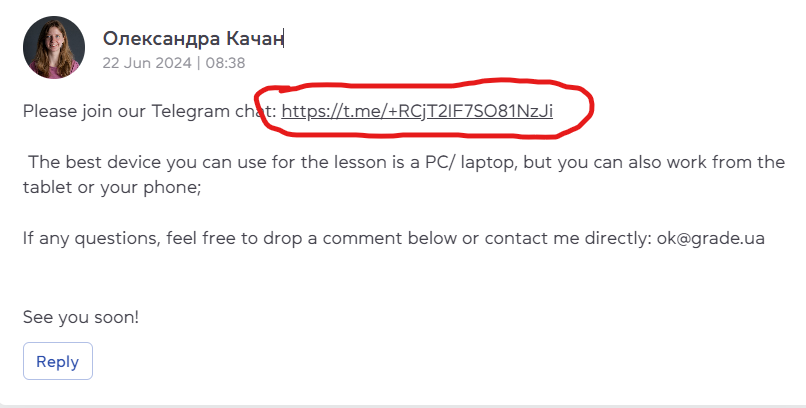 Олександра Качан
22 Jun 2024 | 08:38
Please join our Telegram chat: https://t.me/+RCjT2IF7SO81NzJi
The best device you can use for the lesson is a PC/ laptop, but you can also work from the
tablet or your phone;
If any questions, feel free to drop a comment below or contact me directly: ok@grade.ua
See you soon!
Reply